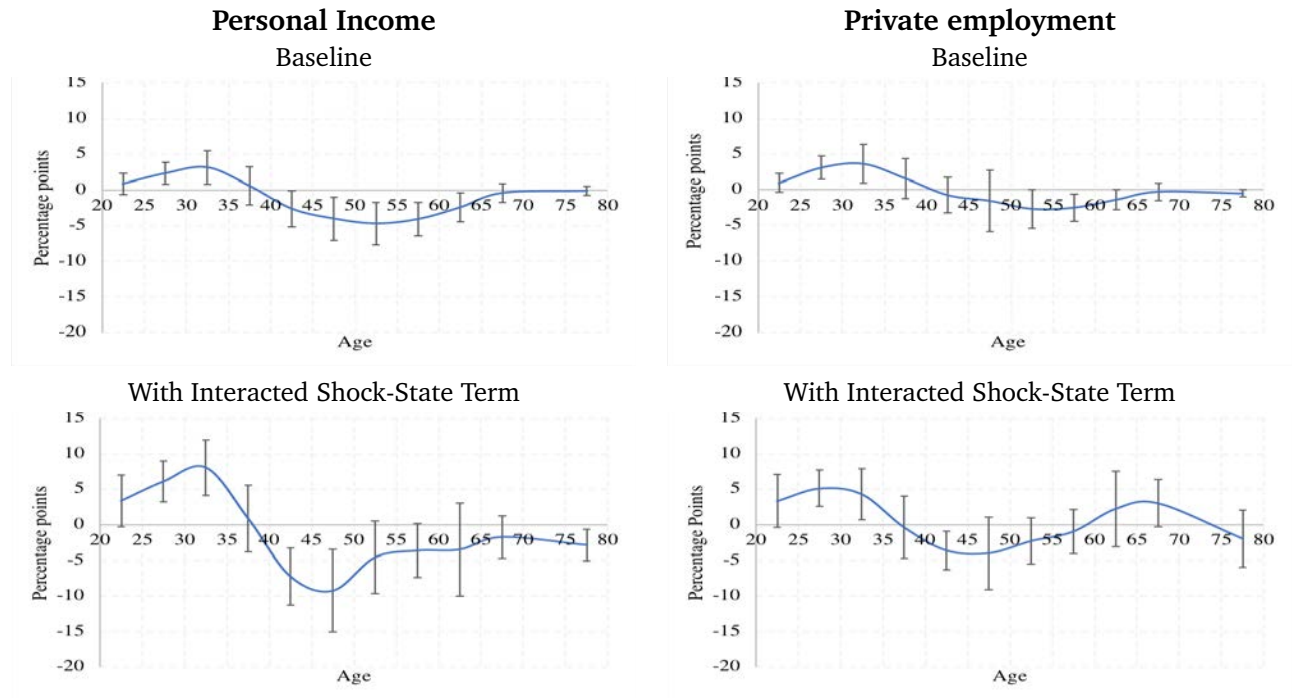 Personal Income
Baseline
15
10
5
0
-5
-10
-15
-20
Percentage points
20 25 30 35 40 45 50 55 60 65 70 75 80
Age
Private employment
Baseline
15
10
5
0
-5
-10
-15
-20
Percentage points
20 25 30 35 40 45 50 55 60 65 70 75 80
Age
With Interacted Shock-State Term
15
10
5
0
-5
-10
-15
-20
Percentage points
20 25 30 35 40 45 50 55 60 65 70 75 80
Age
With Interacted Shock-State Term
15
10
5
0
-5
-10
-15
-20
Percentage Points
20 25 30 35 40 45 50 55 60 65 70 75 80
Age